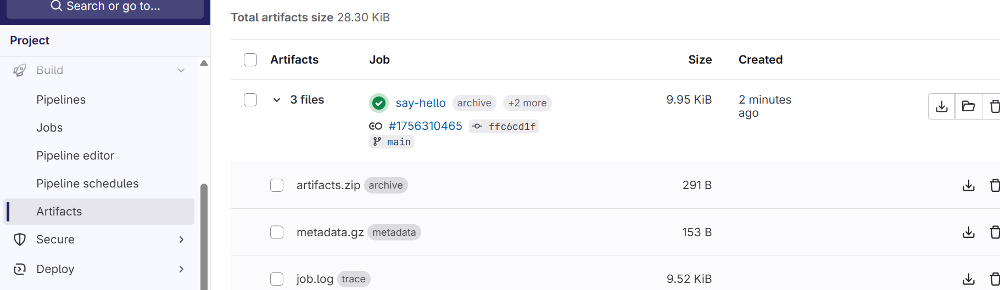 Search or go to...
Project
Build
Pipelines
Jobs
Pipeline editor
Pipeline schedules
Artifacts
Secure
Deploy
Total artifacts size 28.30 KiB
Artifacts Job Size Created
3 files say-hello archive +2 more 9.95 KiB 2 minutes ago
#1756310465 ffc6cd1f
main
artifacts.zip archive 291 B
metadata.gz metadata 153 B
job.log trace 9.52 KiB